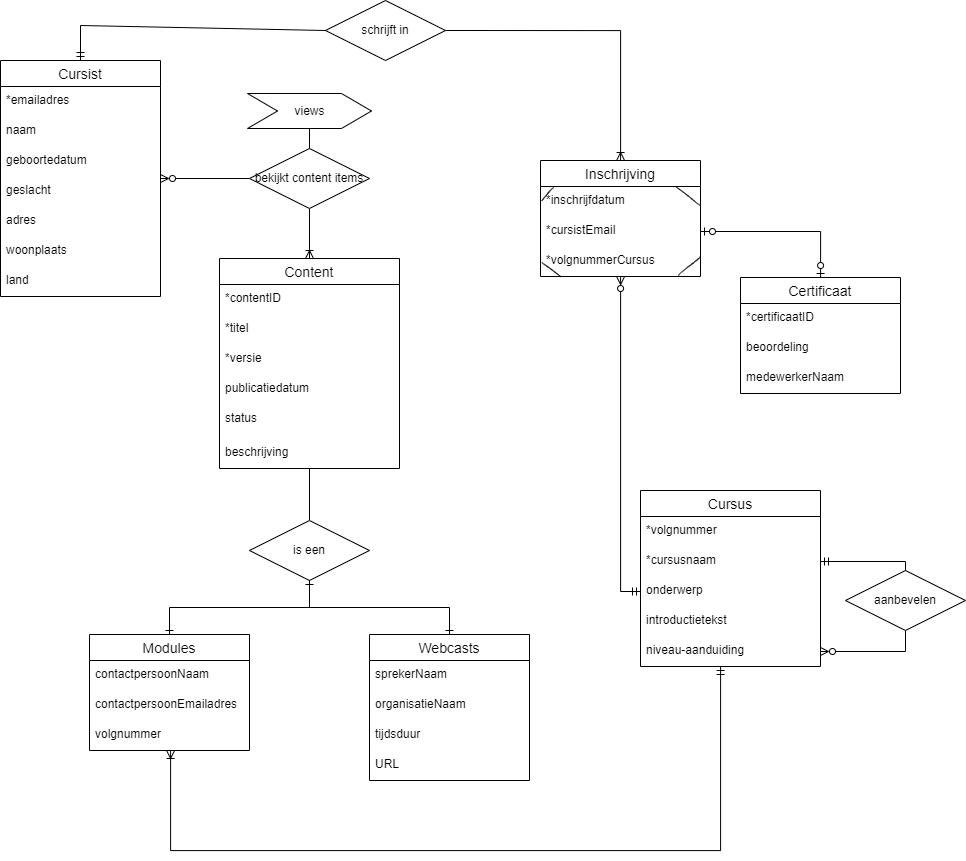 schrijft in
Cursist
*emailadres
naam
geboortedatum
geslacht
adres
woonplaats
land
views
bekijkt content items
Content
*contentID
*titel
*versie
publicatiedatum
status
beschrijving
is een
Modules
contactpersoonNaam
contactpersoonEmailadres
volgnummer
Webcasts
sprekerNaam
organisatieNaam
tijdsduur
URL
Inschrijving
*inschrijfdatum
*cursistEmail
*volgnummerCursus
Certificaat
*certificaatID
beoordeling
medewerkerNaam
Cursus
*volgnummer
*cursusnaam
onderwerp
introductietekst
niveau-aanduiding
aanbevelen